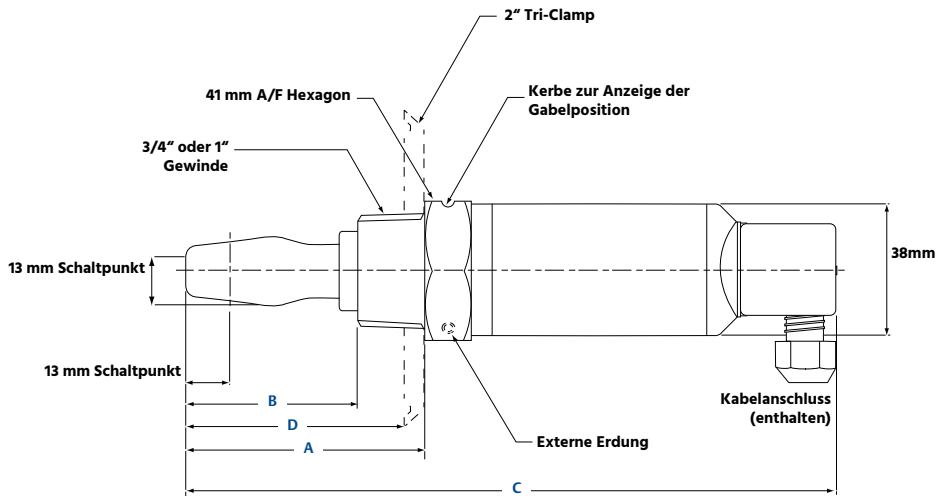 2“ Tri-Clamp
41 mm A/F Hexagon
Kerbe zur Anzeige der
Gabelposition
3/4“ oder 1“
Gewinde
13 mm Schaltpunkt
38mm
13 mm Schaltpunkt
B
D
A
C
Kabelanschluss
(enthalten)
Externe Erdung